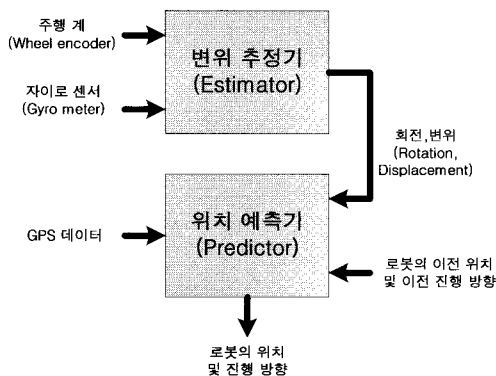 주행 계
(Wheel encoder)
자이로 센서
(Gyro meter)
변위 추정기
(Estimator)
회전,변위
(Rotation,
Displacement)
GPS 데이터
위치 예측기
(Predictor)
로봇의 이전 위치
및 이전 진행 방향
로봇의 위치
및 진행 방향